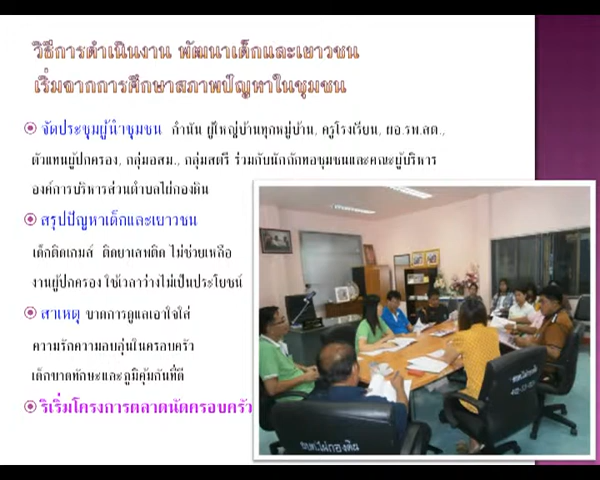 วิธีการดำเนินงาน พัฒนาเด็กและเยาวชน
เริ่มจากการศึกษาสภาพปัญหาในชุมชน
จัดประชุมผู้นำชุมชน กำนัน ผู้ใหญ่บ้านทุกหมู่บ้าน, ครูโรงเรียน, ผอ.รพ.สต.,
ตัวแทนผู้ปกครอง, กลุ่มอสม., กลุ่มสตรี ร่วมกับนักถักทอชุมชนและคณะผู้บริหาร
องค์การบริหารส่วนตำบลไผ่กองดิน
สรุปปัญหาเด็กและเยาวชน
เด็กติดเกมส์ ติดยาเสพติด ไม่ช่วยเหลือ
งานผู้ปกครอง ใช้เวลาว่างไม่เป็นประโยชน์
สาเหตุ ขาดการดูแลเอาใจใส่
ความรักความอบอุ่นในครอบครัว
เด็กขาดทักษะและภูมิคุ้มกันที่ดี
ริเริ่มโครงการตลาดนัดครอบครัว
อบต.ไผ่กองดิน